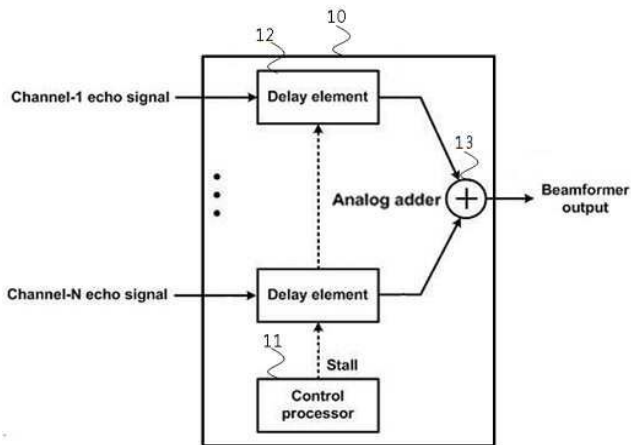 10
12
Channel-1 echo signal
Delay element
13
Analog adder
Beamformer
output
Channel-N echo signal
Delay element
11
Stall
Control
processor